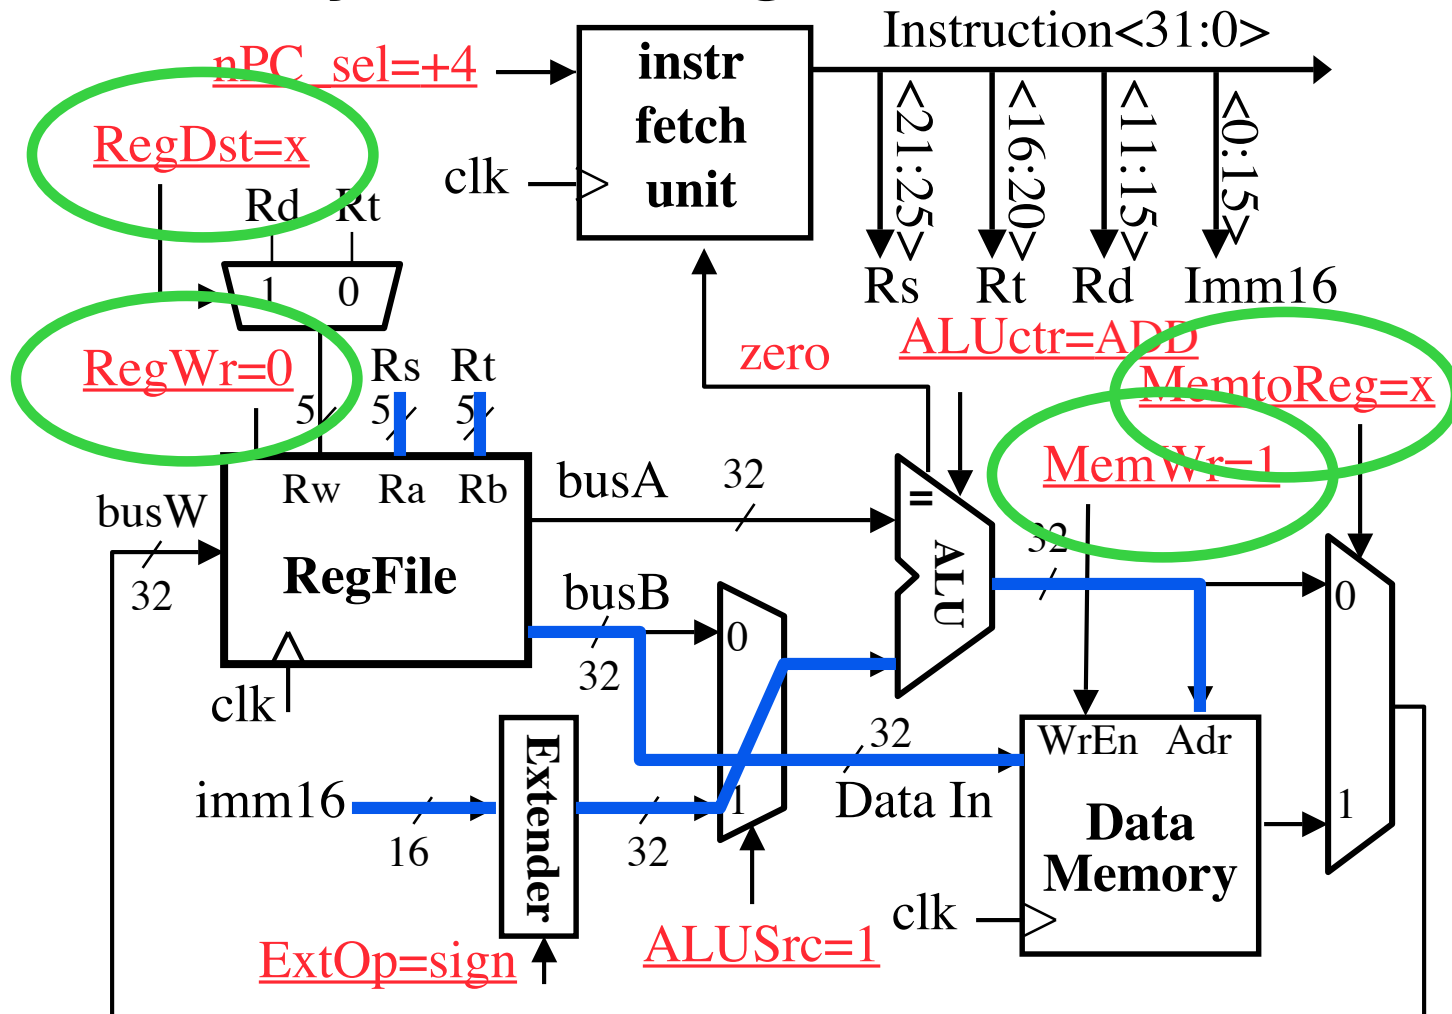 Instruction<31:0>
nPC_sel=+4
instr
fetch
unit
clk
<21:25>
<16:20>
<11:15>
<0:15>
Rs
Rt
Rd
Imm16
RegDst=x
Rd
Rt
1
0
RegWr=0
5
Rs
5
Rt
5
zero
ALUctr=ADD
MemtoReg=x
MemWr=1
busW
32
Rw
Ra
Rb
RegFile
clk
busA
32
busB
32
0
1
=
ALU
32
0
1
imm16
16
Extender
32
ExtOp=sign
ALUSrc=1
32
Data In
WrEn
Adr
Data
Memory
clk